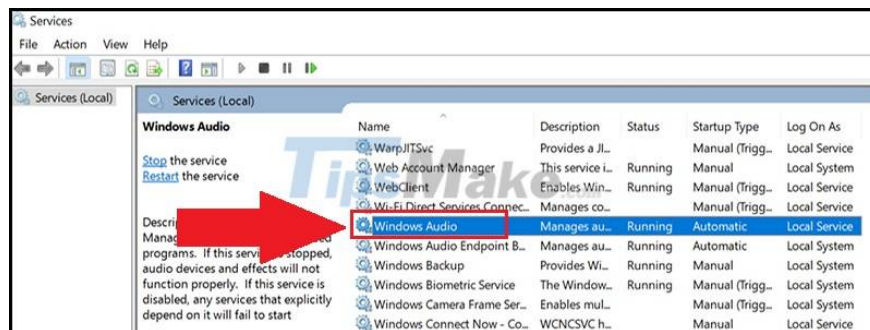 Services
File Action View Help
Services (Local)
Services (Local)
Windows Audio
Stop the service
Restart the service
Descri
Manag
programs. If this servi stopped,
audio devices and effects will not
function properly. If this service is
disabled, any services that explicitly
depend on it will fail to start
Name Description Status Startup Type Log On As
WarpJITSvc Provides a JI... Manual (Trigg... Local Service
Web Account Manager This service i... Running Manual Local System
WebClient Enables Win... Running Manual (Trigg... Local Service
Wi-Fi Direct Services Connec... Manages co... Manual (Trigg... Local Service
Windows Audio Manages au... Running Automatic Local Service
Windows Audio Endpoint B... Manages au... Running Automatic Local System
Windows Backup Provides Wi... Running Manual Local System
Windows Biometric Service The Window... Running Manual (Trigg... Local System
Windows Camera Frame Ser... Enables mul... Manual (Trigg... Local Service
Windows Connect Now - Co... WCNCSVC h... Manual Local Service
TipsMake.com